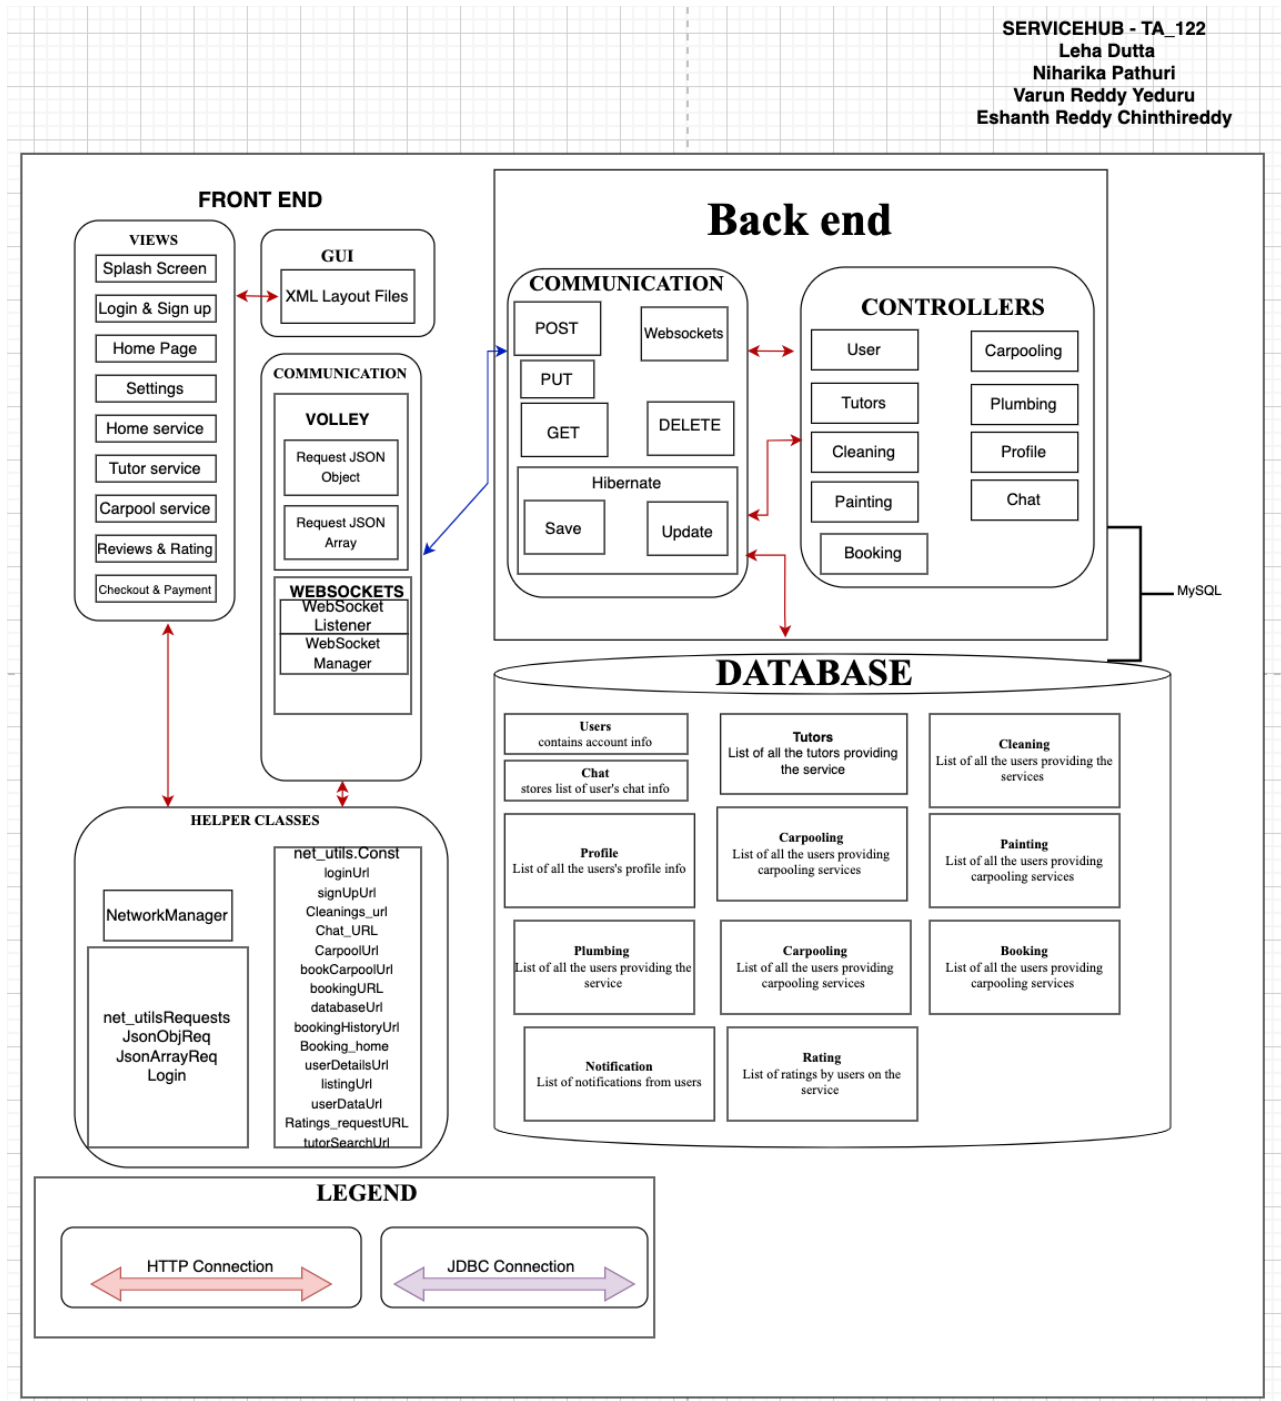 SERVICEHUB - TA_122
Leha Dutta
Niharika Pathuri
Varun Reddy Yeduru
Eshanth Reddy Chinthireddy
FRONT END
VIEWS
Splash Screen
Login & Sign up
Home Page
Settings
Home service
Tutor service
Carpool service
Reviews & Rating
Checkout & Payment
GUI
XML Layout Files
COMMUNICATION
VOLLEY
Request JSON
Object
Request JSON
Array
WEBSOCKETS
WebSocket
Listener
WebSocket
Manager
HELPER CLASSES
NetworkManager
net_utilsRequests
JsonObjReq
JsonArrayReq
Login
net_utils.Const
loginUrl
signUpUrl
Cleanings_url
Chat_URL
CarpoolUrl
bookCarpoolUrl
bookingURL
databaseUrl
bookingHistoryUrl
Booking_home
userDetailsUrl
listingUrl
userDataUrl
Ratings_requestURL
tutorSearchUrl
Back end
COMMUNICATION
POST
Websockets
PUT
GET
DELETE
Hibernate
Save
Update
CONTROLLERS
User
Carpooling
Tutors
Plumbing
Cleaning
Profile
Painting
Chat
Booking
MySQL
DATABASE
Users
contains account info
Chat
stores list of user's chat info
Tutors
List of all the tutors providing
the service
Cleaning
List of all the users providing the
services
Profile
List of all the users's profile info
Carpooling
List of all the users providing
carpooling services
Painting
List of all the users providing
carpooling services
Plumbing
List of all the users providing the
service
Carpooling
List of all the users providing
carpooling services
Booking
List of all the users providing
carpooling services
Notification
List of notifications from users
Rating
List of ratings by users on the
service
LEGEND
HTTP Connection
JDBC Connection